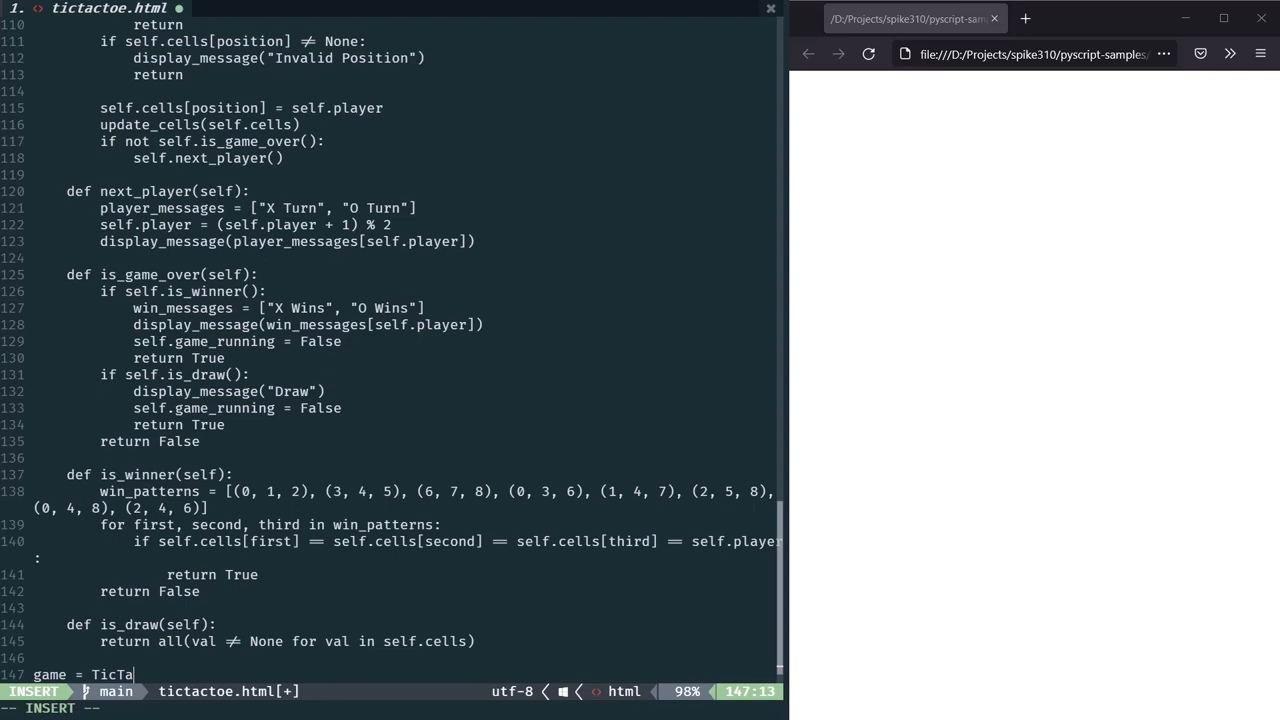 1. <> tictactoe.html ● ×
110             return
111         if self.cells[position] ≠ None:
112             display_message("Invalid Position")
113             return
114
115         self.cells[position] = self.player
116         update_cells(self.cells)
117         if not self.is_game_over():
118             self.next_player()
119
120     def next_player(self):
121         player_messages = ["X Turn", "O Turn"]
122         self.player = (self.player + 1) % 2
123         display_message(player_messages[self.player])
124
125     def is_game_over(self):
126         if self.is_winner():
127             win_messages = ["X Wins", "O Wins"]
128             display_message(win_messages[self.player])
129             self.game_running = False
130             return True
131         if self.is_draw():
132             display_message("Draw")
133             self.game_running = False
134             return True
135         return False
136
137     def is_winner(self):
138         win_patterns = [(0, 1, 2), (3, 4, 5), (6, 7, 8), (0, 3, 6), (1, 4, 7), (2, 5, 8),
(0, 4, 8), (2, 4, 6)]
139         for first, second, third in win_patterns:
140             if self.cells[first] == self.cells[second] == self.cells[third] == self.player
:
141                 return True
142         return False
143
144     def is_draw(self):
145         return all(val ≠ None for val in self.cells)
146
147 game = TicTa
INSERT main tictactoe.html[+] utf-8 < < <> html 98% 147:13
-- INSERT --
/D:/Projects/spike310/pyscript-sam
file:///D:/Projects/spike310/pyscript-samples/